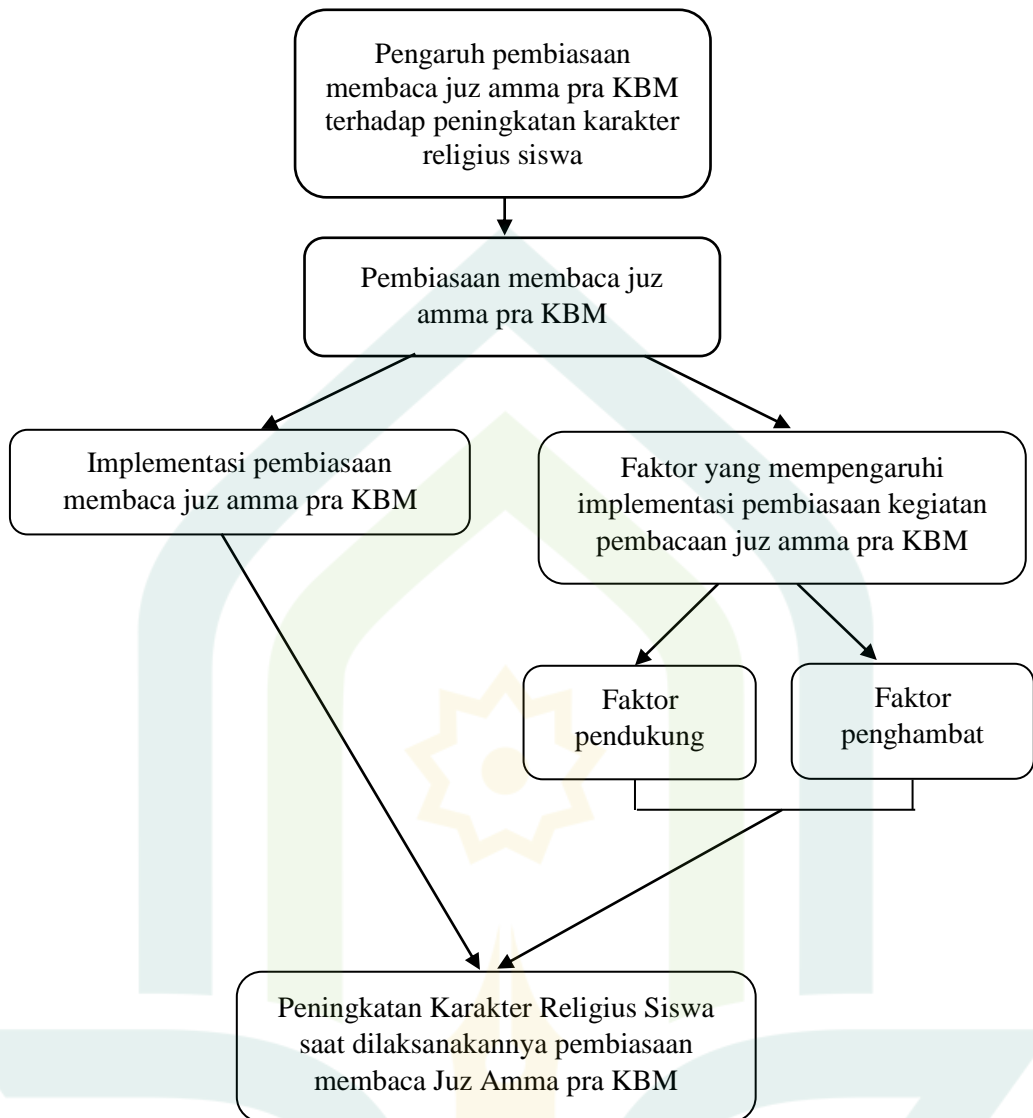 Pengaruh pembiasaan
membaca juz amma pra KBM
terhadap peningkatan karakter
religius siswa
Pembiasaan membaca juz
amma pra KBM
Implementasi pembiasaan
membaca juz amma pra KBM
Faktor yang mempengaruhi
implementasi pembiasaan kegiatan
pembacaan juz amma pra KBM
Faktor
pendukung
Faktor
penghambat
Peningkatan Karakter Religius Siswa
saat dilaksanakannya pembiasaan
membaca Juz Amma pra KBM